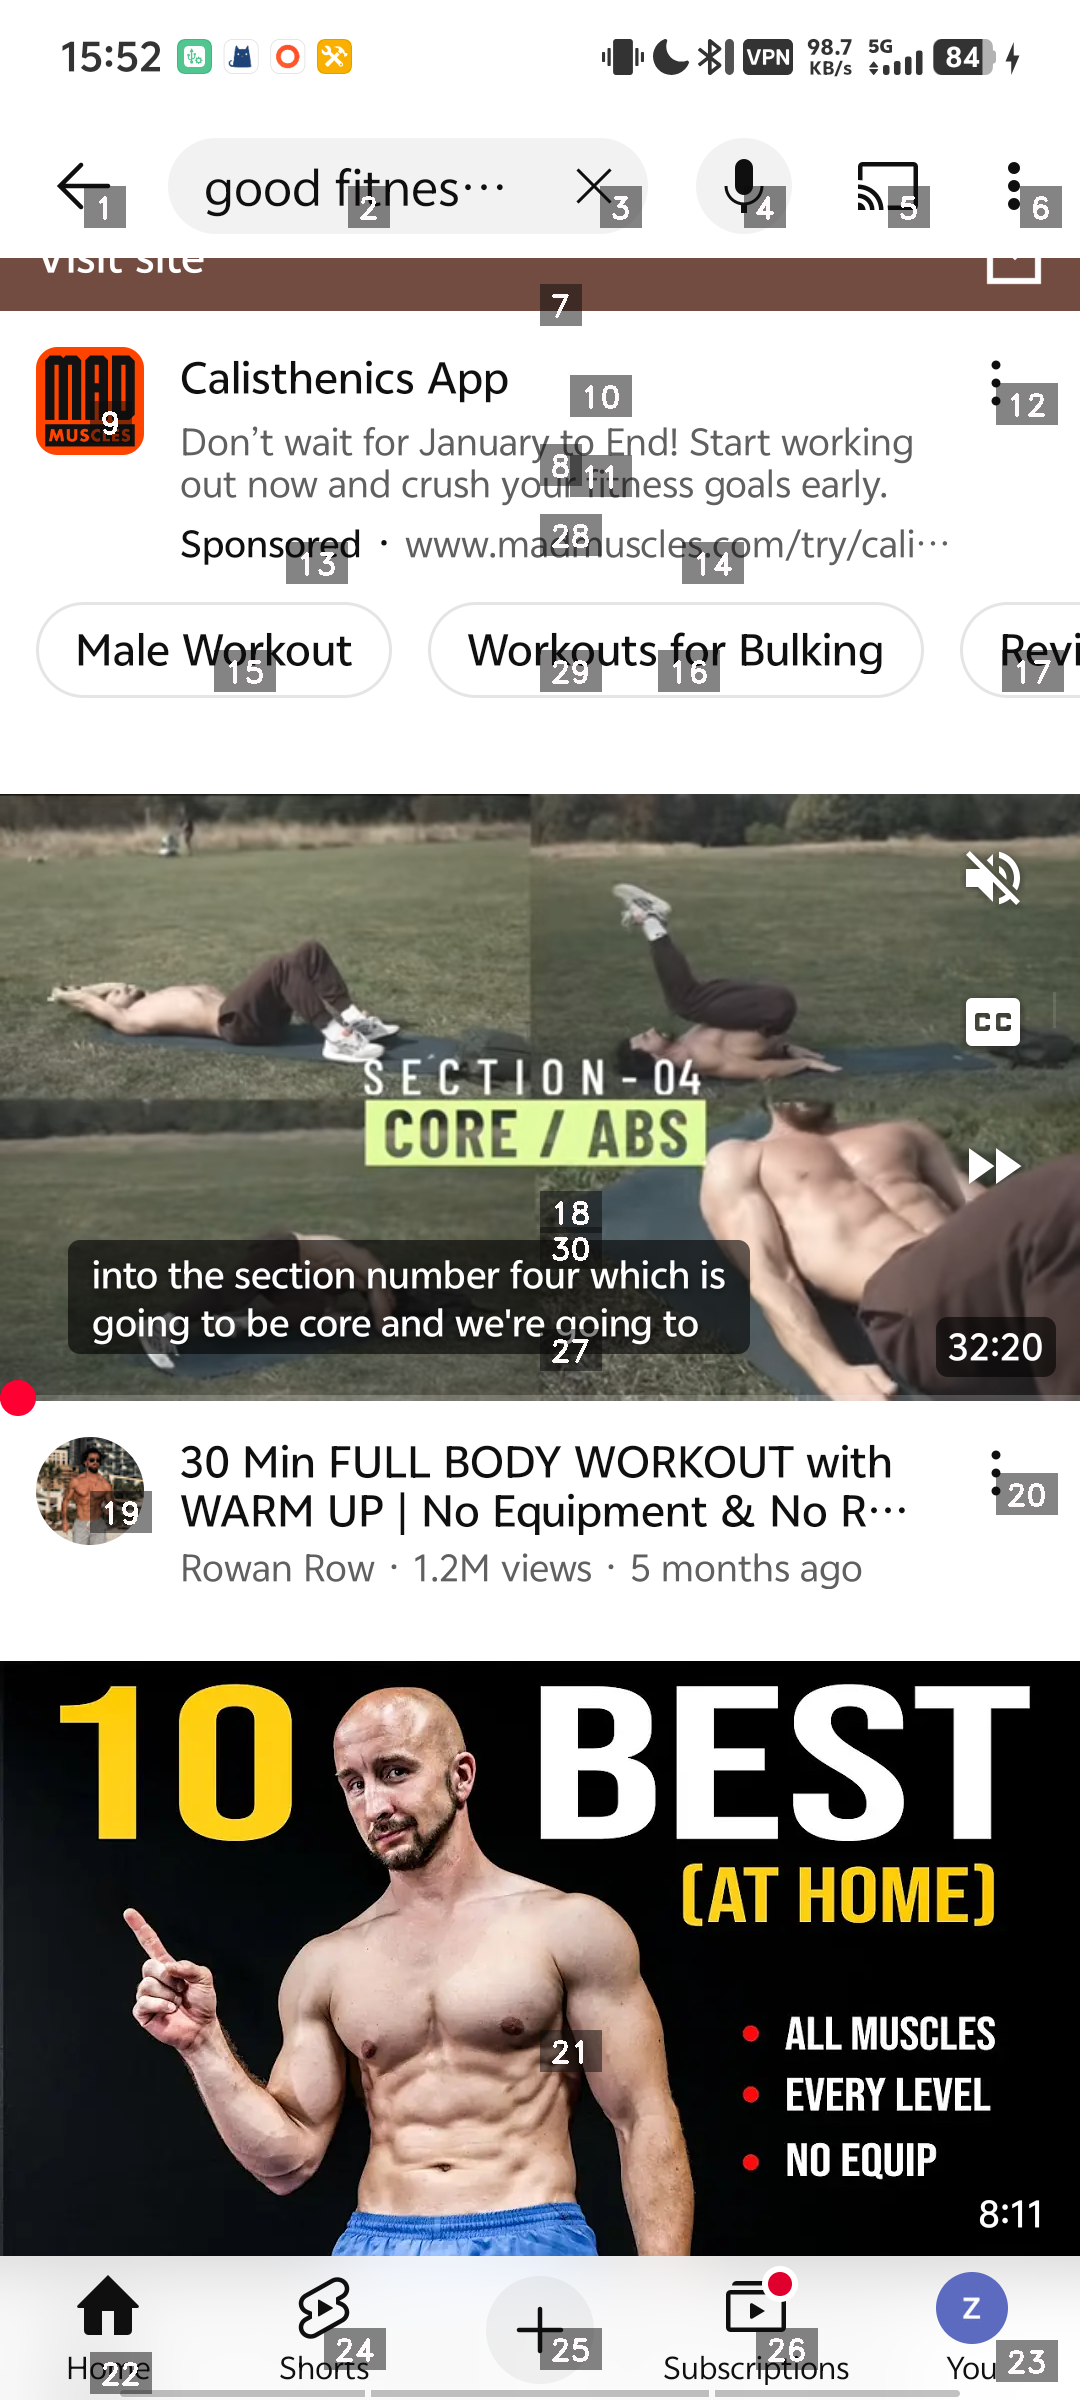 15:52
VPN
98.7
KB/s
5G
84
good fitnes...
1
2
3
4
5
6
Visit site
7
MAD
MUSCLES
9
Calisthenics App
10
12
Don't wait for January to End! Start working
out now and crush your fitness goals early.
8
11
Sponsored · www.madmuscles.com/try/cali...
28
13
14
Male Workout
Workouts for Bulking
Revi
15
29
16
17
CC
SECTION-04
CORE / ABS
18
30
into the section number four which is
going to be core and we're going to
27
32:20
30 Min FULL BODY WORKOUT with
WARM UP | No Equipment & No R...
19
20
Rowan Row · 1.2M views · 5 months ago
10 BEST
(AT HOME)
21
ALL MUSCLES
EVERY LEVEL
NO EQUIP
8:11
Z
Home
Shorts
Subscriptions
You
22
24
25
26
23